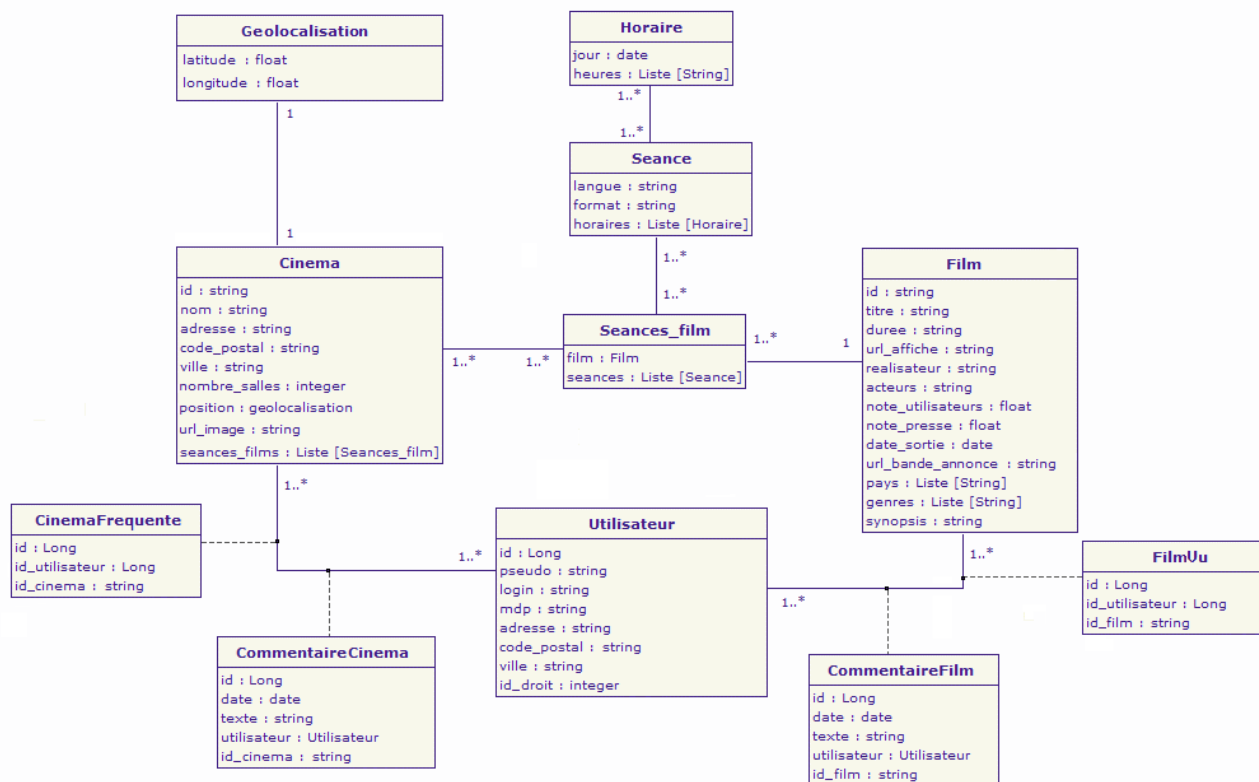 Geolocalisation
latitude : float
longitude : float
1
1
Horaire
jour : date
heures : Liste [String]
1..*
1..*
Seance
langue : string
format : string
horaires : Liste [Horaire]
1..*
1..*
Cinema
id : string
nom : string
adresse : string
code_postal : string
ville : string
nombre_salles : integer
position : geolocalisation
url_image : string
seances_films : Liste [Seances_film]
1..*
1..*
Seances_film
film : Film
seances : Liste [Seance]
1..*
1
Film
id : string
titre : string
duree : string
url_affiche : string
realisateur : string
acteurs : string
note_utilisateurs : float
note_presse : float
date_sortie : date
url_bande_annonce : string
pays : Liste [String]
genres : Liste [String]
synopsis : string
1..*
CinemaFrequente
id : Long
id_utilisateur : Long
id_cinema : string
1..*
Utilisateur
id : Long
pseudo : string
login : string
mdp : string
adresse : string
code_postal : string
ville : string
id_droit : integer
1..*
1..*
FilmVu
id : Long
id_utilisateur : Long
id_film : string
CommentaireCinema
id : Long
date : date
texte : string
utilisateur : Utilisateur
id_cinema : string
CommentaireFilm
id : Long
date : date
texte : string
utilisateur : Utilisateur
id_film : string